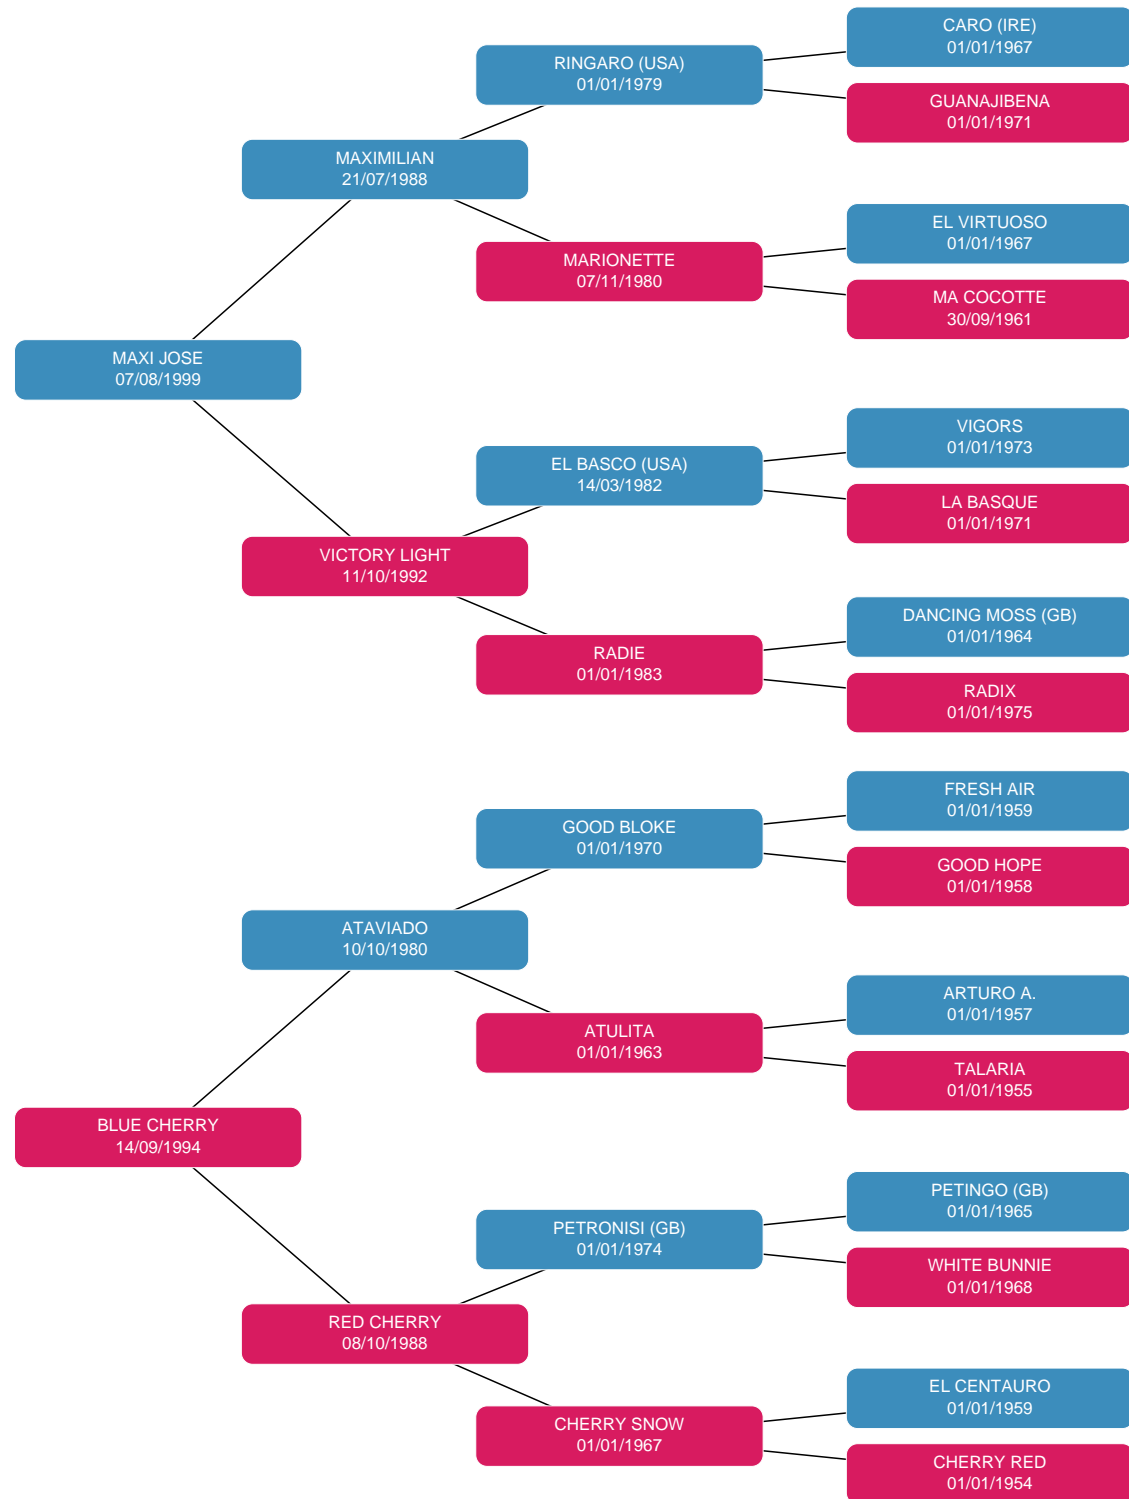 CARO (IRE)
01/01/1967
RINGARO (USA)
01/01/1979
GUANAJIBENA
01/01/1971
MAXIMILIAN
21/07/1988
EL VIRTUOSO
01/01/1967
MARIONETTE
07/11/1980
MA COCOTTE
30/09/1961
MAXI JOSE
07/08/1999
VIGORS
01/01/1973
EL BASCO (USA)
14/03/1982
LA BASQUE
01/01/1971
VICTORY LIGHT
11/10/1992
DANCING MOSS (GB)
01/01/1964
RADIE
01/01/1983
RADIX
01/01/1975
FRESH AIR
01/01/1959
GOOD BLOKE
01/01/1970
GOOD HOPE
01/01/1958
ATAVIADO
10/10/1980
ARTURO A.
01/01/1957
ATULITA
01/01/1963
TALARIA
01/01/1955
BLUE CHERRY
14/09/1994
PETINGO (GB)
01/01/1965
PETRONISI (GB)
01/01/1974
WHITE BUNNIE
01/01/1968
RED CHERRY
08/10/1988
EL CENTAURO
01/01/1959
CHERRY SNOW
01/01/1967
CHERRY RED
01/01/1954